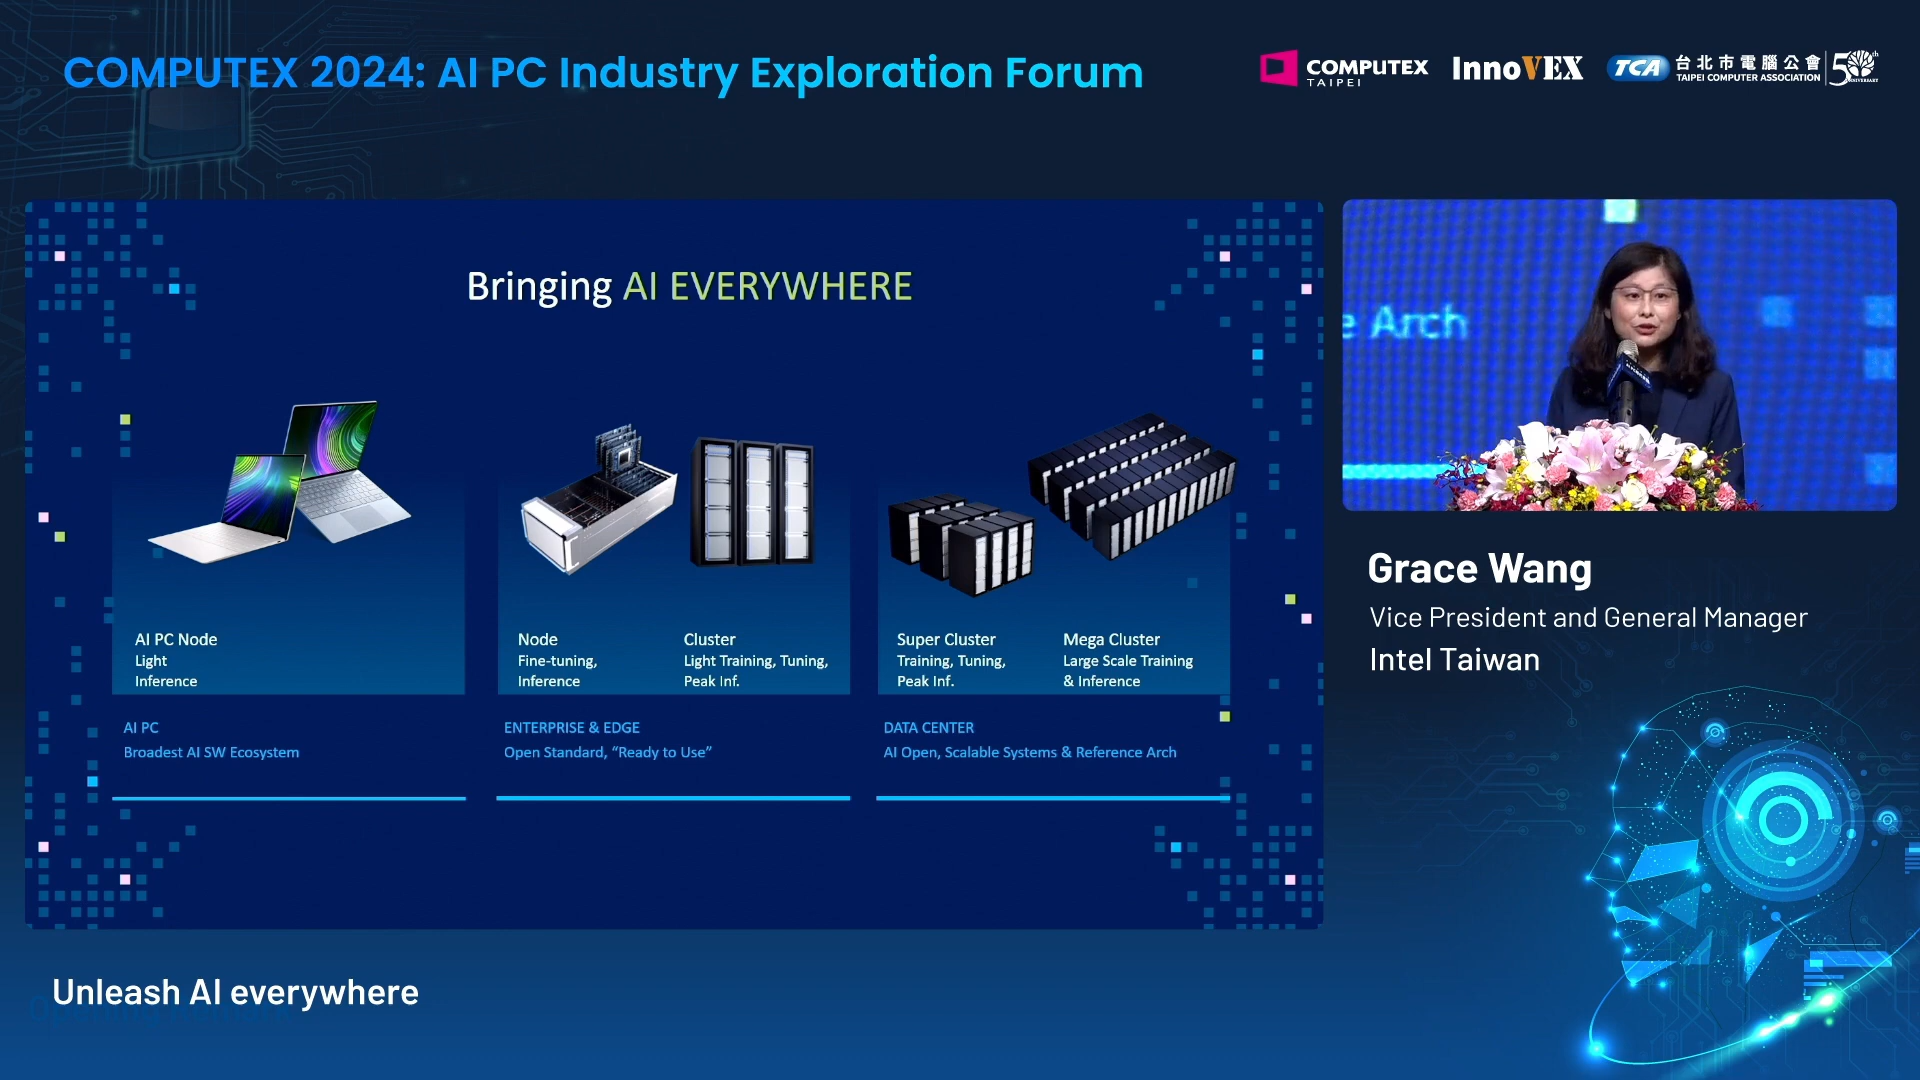 COMPUTEX 2024: AI PC Industry Exploration Forum
COMPUTEX
TAIPEI
InnoVEX
TCA
台北市電腦公會
TAIPEI COMPUTER ASSOCIATION
50th
ANNIVERSARY
Bringing AI EVERYWHERE
AI PC Node
Light
Inference
Node
Fine-tuning,
Inference
Cluster
Light Training, Tuning,
Peak Inf.
Super Cluster
Training, Tuning,
Peak Inf.
Mega Cluster
Large Scale Training
& Inference
AI PC
Broadest AI SW Ecosystem
ENTERPRISE & EDGE
Open Standard, “Ready to Use”
DATA CENTER
AI Open, Scalable Systems & Reference Arch
e Arch
Grace Wang
Vice President and General Manager
Intel Taiwan
Unleash AI everywhere